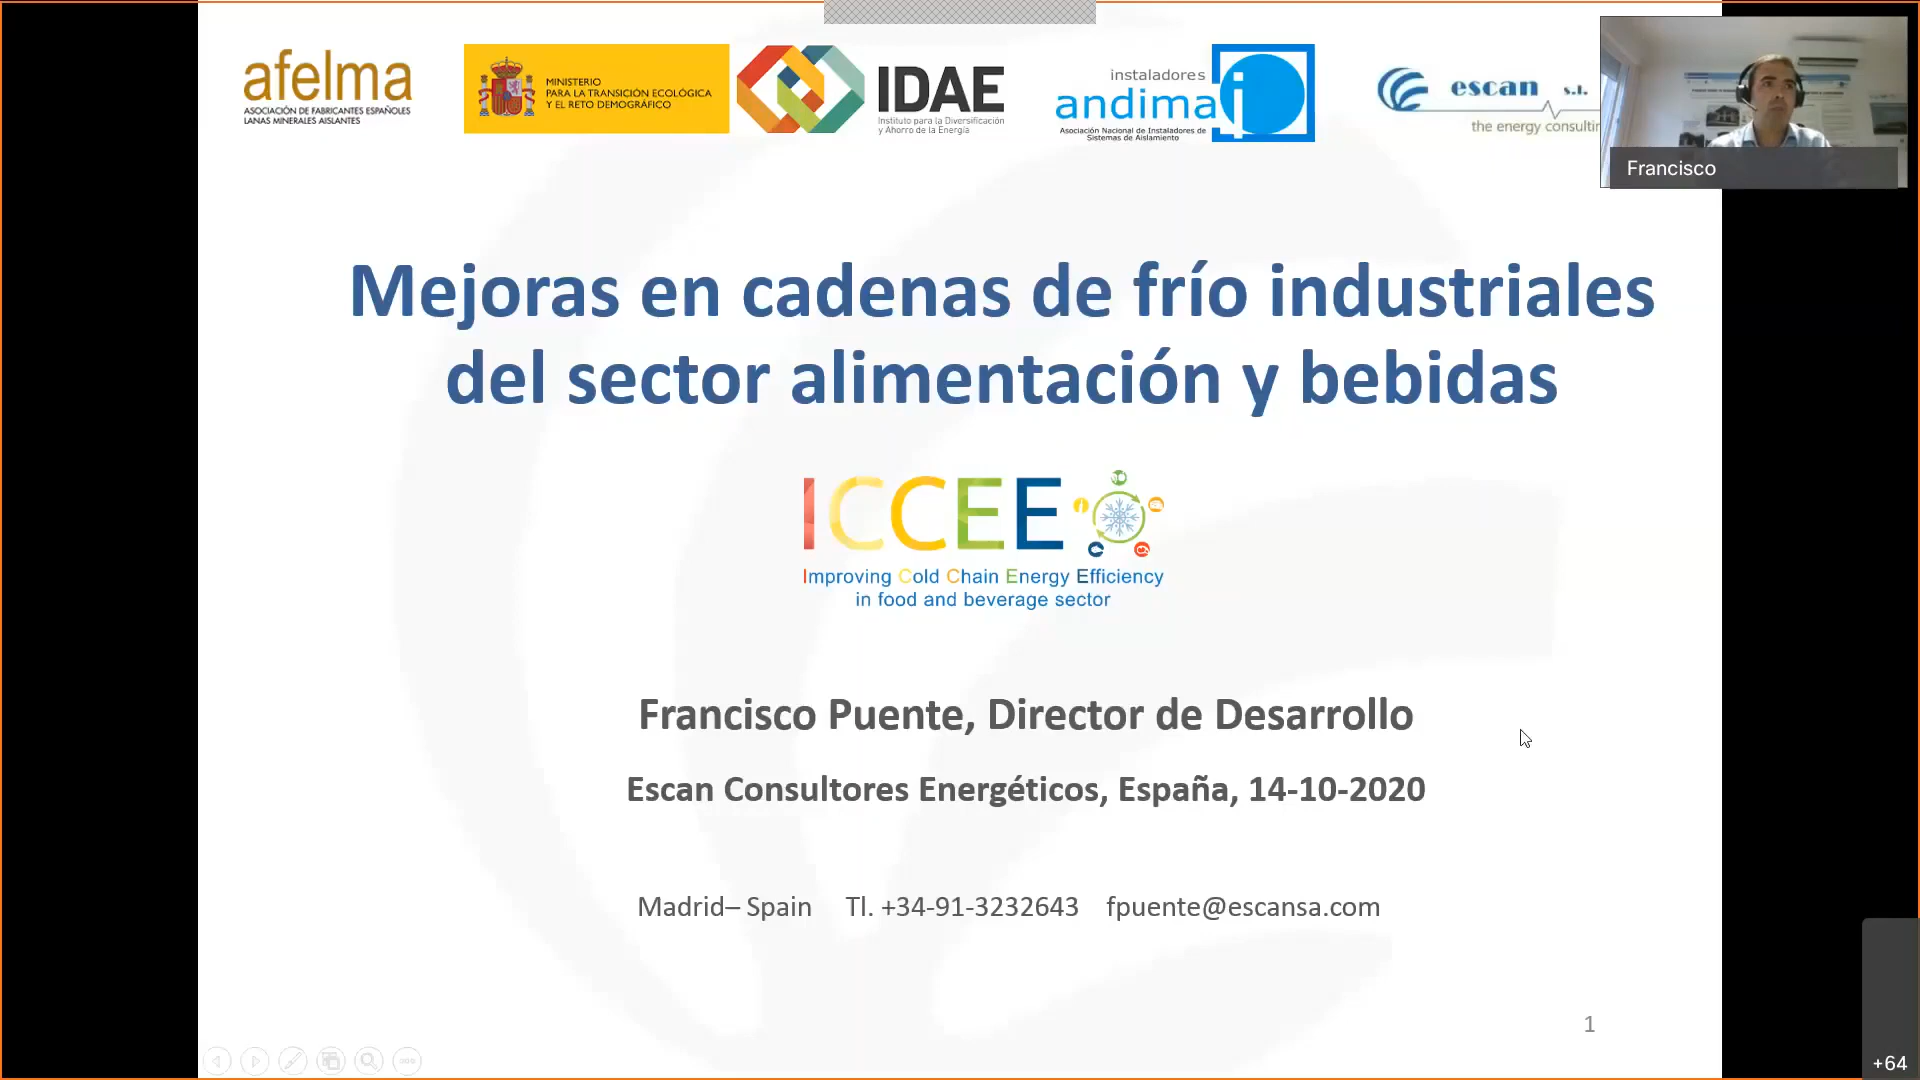 afelma
ASOCIACIÓN DE FABRICANTES ESPAÑOLES
LANAS MINERALES AISLANTES
MINISTERIO
PARA LA TRANSICIÓN ECOLÓGICA
Y EL RETO DEMOGRÁFICO
IDAE
Instituto para la Diversificación
y Ahorro de la Energía
instaladores
andima
Asociación Nacional de Instaladores de
Sistemas de Aislamiento
escan s.l.
the energy consultin
Francisco
Mejoras en cadenas de frío industriales
del sector alimentación y bebidas
ICCEE
Improving Cold Chain Energy Efficiency
in food and beverage sector
Francisco Puente, Director de Desarrollo
Escan Consultores Energéticos, España, 14-10-2020
Madrid– Spain Tl. +34-91-3232643 fpuente@escansa.com
1
+64